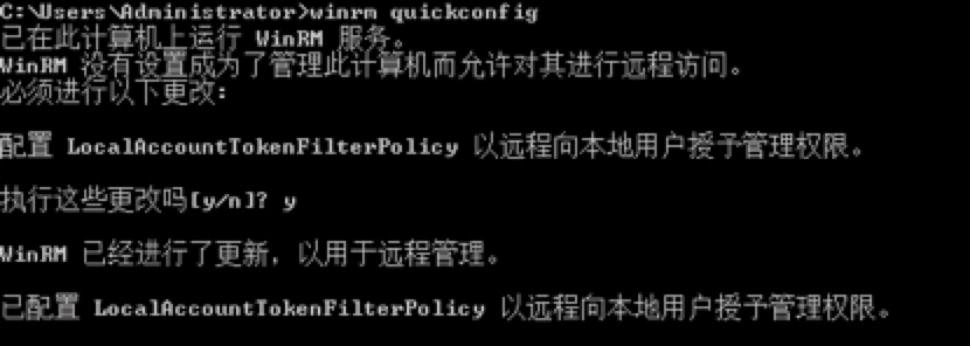 C:\Users\Administrator>winrm quickconfig
已在此计算机上运行 WinRM 服务。
WinRM 没有设置成为了管理此计算机而允许对其进行远程访问。
必须进行以下更改:
配置 LocalAccountTokenFilterPolicy 以远程向本地用户授予管理权限。
执行这些更改吗[y/n]? y
WinRM 已经进行了更新，以用于远程管理。
已配置 LocalAccountTokenFilterPolicy 以远程向本地用户授予管理权限。